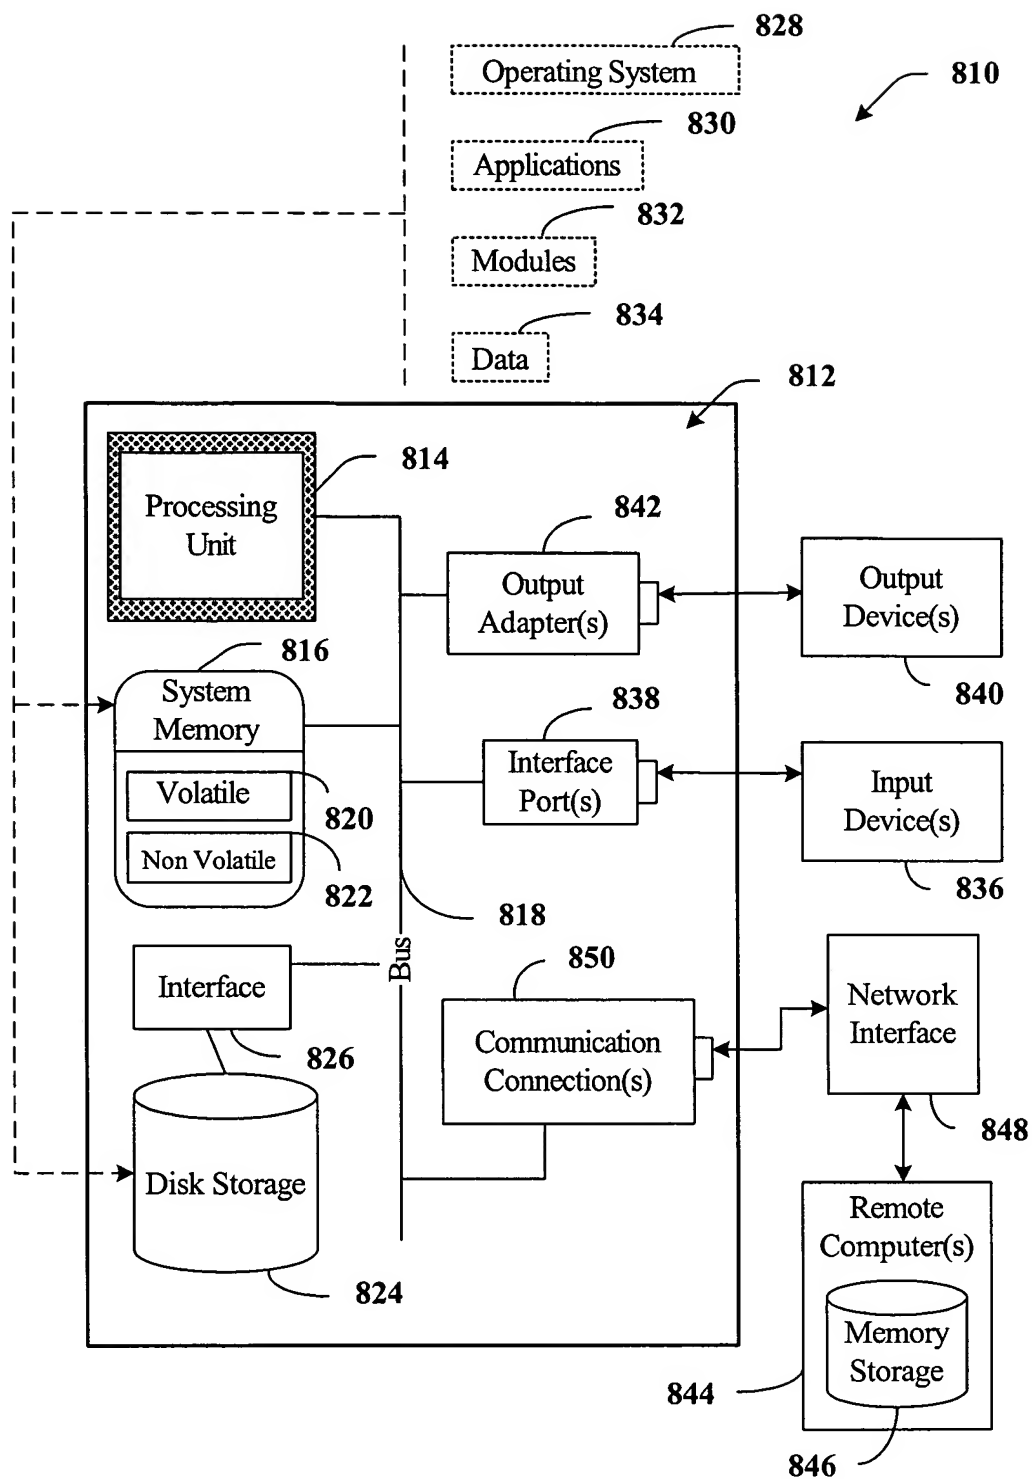 828
Operating System
810
830
Applications
832
Modules
834
Data
812
814
Processing
Unit
842
Output
Adapter(s)
Output
Device(s)
840
816
System
Memory
838
Interface
Port(s)
Input
Device(s)
836
Volatile
820
Non Volatile
822
818
Bus
Interface
826
850
Communication
Connection(s)
Network
Interface
848
Disk Storage
824
Remote
Computer(s)
Memory
Storage
844
846